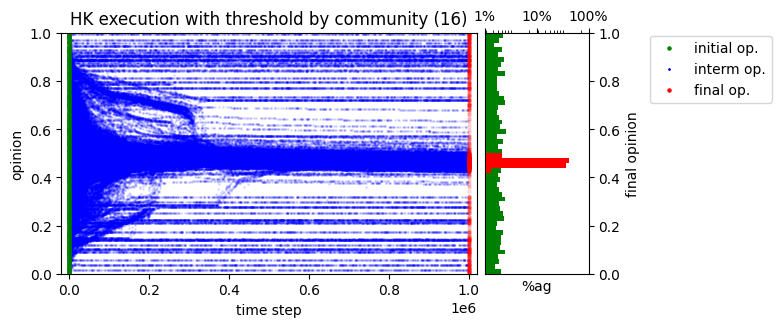 HK execution with threshold by community (16)
1% 10% 100%
1.0 0.8 0.6 0.4 0.2 0.0
opinion
0.0 0.2 0.4 0.6 0.8 1.0
1e6
time step
%ag
1.0 0.8 0.6 0.4 0.2 0.0
final opinion
initial op.
interm op.
final op.